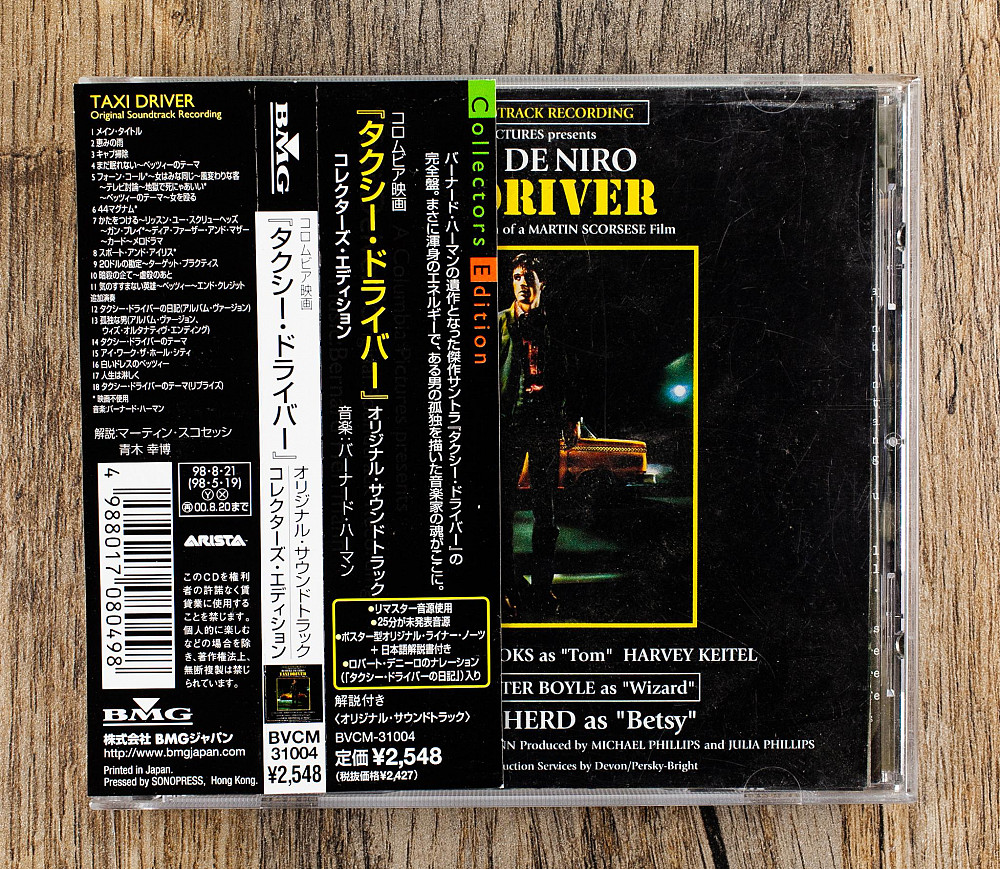 TAXI DRIVER
Original Soundtrack Recording
1 メイン・タイトル
2 恵みの雨
3 キャブ掃除
4 まだ眠れない〜ベッツィーのテーマ
5 フォーン・コール*〜女はみな同じ〜風変わりな客
〜テレビ討論〜地獄で死にゃあいい*
〜ベッツィーのテーマ〜女を殴る
6 44マグナム*
7 かたをつける〜リッスン・ユー・スクリューヘッズ
〜ガン・プレイ〜ディア・ファーザー・アンド・マザー
〜カード〜メロドラマ
8 スポート・アンド・アイリス*
9 20ドルの勘定〜ターゲット・プラクティス
10 暗殺の企て〜虐殺のあと
11 気のすすまない英雄〜ベッツィー〜エンド・クレジット
追加演奏
12 タクシー・ドライバーの日記(アルバム・ヴァージョン)
13 孤独な男(アルバム・ヴァージョン、
ウィズ・オルタナティヴ・エンディング)
14 タクシー・ドライバーのテーマ
15 アイ・ワーク・ザ・ホール・シティ
16 白いドレスのベッツィー
17 人生は淋しく
18 タクシー・ドライバーのテーマ(リプライズ)
* 映画不使用
音楽:バーナード・ハーマン
解説:マーティン・スコセッシ
青木 幸博
4 988017 080498
98・8・21
(98・5・19)
Ⓨ Ⓧ
再00.8.20まで
ARISTA
このCDを権利
者の許諾なく賃
貸業に使用する
ことを禁じます。
個人的に楽しむ
などの場合を除
き、著作権法上、
無断複製は禁じ
られています。
BMG
株式会社 BMGジャパン
http://www.bmgjapan.com
Printed in Japan.
Pressed by SONOPRESS, Hong Kong.
BMG
コロムビア映画
『タクシー・ドライバー』
オリジナル・サウンドトラック
コレクターズ・エディション
BVCM
31004
¥2,548
Collectors Edition
バーナード・ハーマンの遺作となった傑作サントラ『タクシー・ドライバー』の
完全盤。まさに渾身のエネルギーで、ある男の孤独を描いた音楽家の魂がここに。
コロムビア映画
『タクシー・ドライバー』
オリジナル・サウンドトラック
コレクターズ・エディション
音楽:バーナード・ハーマン
●リマスター音源使用
●25分が未発表音源
●ポスター型オリジナル・ライナー・ノーツ
+日本語解説書付き
●ロバート・デニーロのナレーション
(「タクシー・ドライバーの日記」)入り
解説付き
〈オリジナル・サウンドトラック〉
BVCM-31004
定価 ¥2,548
(税抜価格¥2,427)
TRACK RECORDING
CTURES presents
DE NIRO
DRIVER
of a MARTIN SCORSESE Film
OKS as "Tom" HARVEY KEITEL
TER BOYLE as "Wizard"
HERD as "Betsy"
NN Produced by MICHAEL PHILLIPS and JULIA PHILLIPS
uction Services by Devon/Persky-Bright